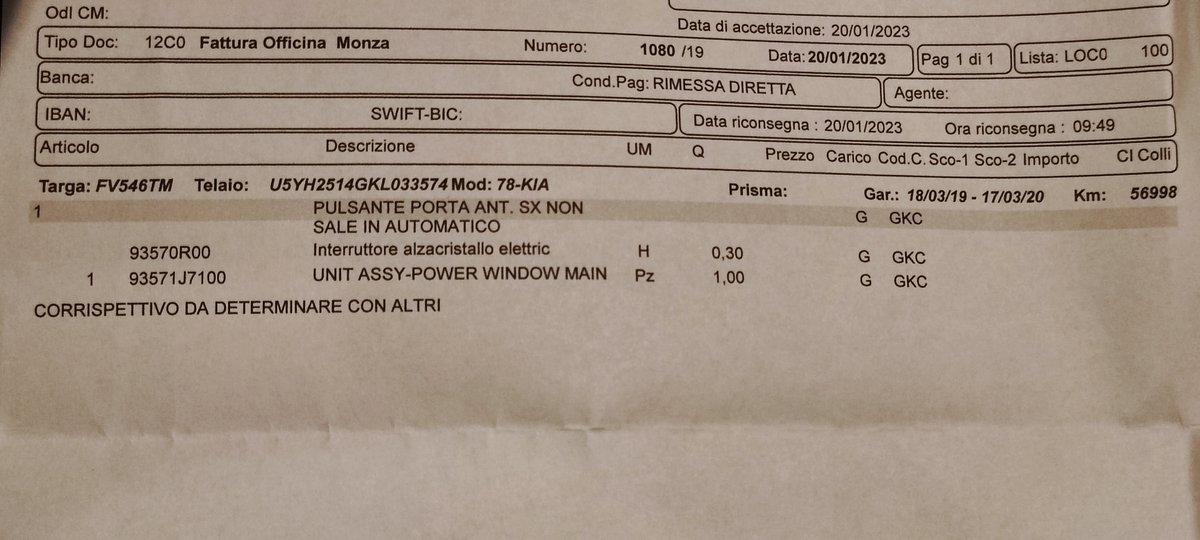 Odl CM:
Data di accettazione: 20/01/2023
Tipo Doc: 12C0 Fattura Officina Monza Numero: 1080 /19 Data: 20/01/2023 Pag 1 di 1 Lista: LOC0 100
Banca: Cond.Pag: RIMESSA DIRETTA Agente:
IBAN: SWIFT-BIC: Data riconsegna : 20/01/2023 Ora riconsegna : 09:49
Articolo Descrizione UM Q Prezzo Carico Cod.C. Sco-1 Sco-2 Importo CI Colli
Targa: FV546TM Telaio: U5YH2514GKL033574 Mod: 78-KIA Prisma: Gar.: 18/03/19 - 17/03/20 Km: 56998
1 PULSANTE PORTA ANT. SX NON G GKC
SALE IN AUTOMATICO
93570R00 Interruttore alzacristallo elettric H 0,30 G GKC
1 93571J7100 UNIT ASSY-POWER WINDOW MAIN Pz 1,00 G GKC
CORRISPETTIVO DA DETERMINARE CON ALTRI